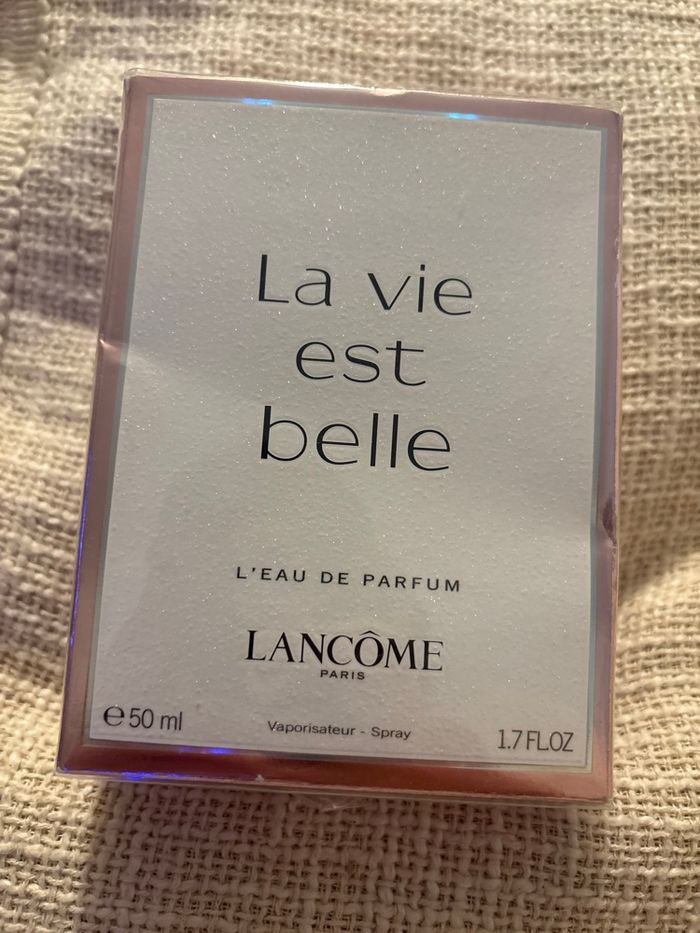 La vie
est
belle
L'EAU DE PARFUM
LANCÔME
PARIS
℮ 50 ml
Vaporisateur - Spray
1.7 FL OZ